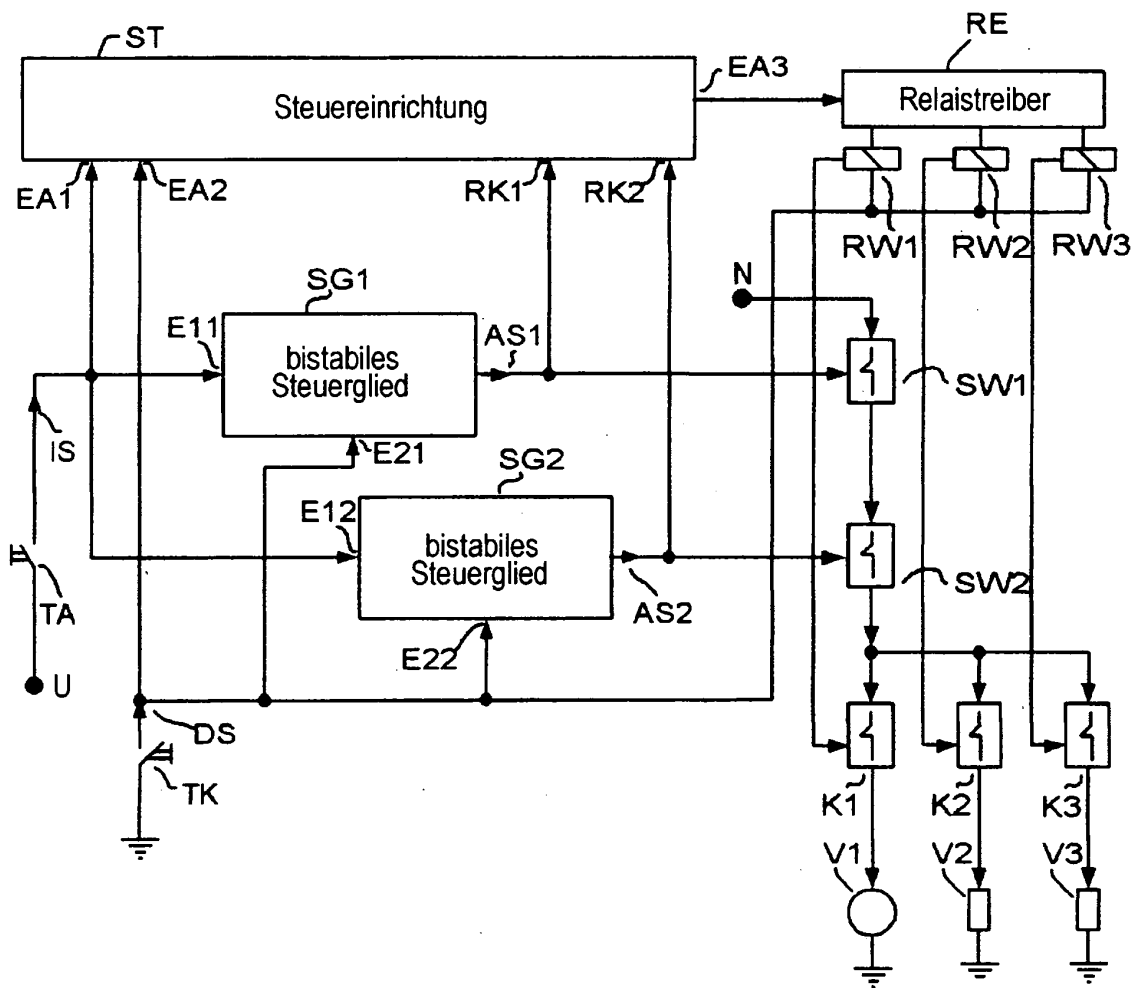 ST
RE
EA3
Steuereinrichtung
Relaistreiber
EA1
EA2
RK1
RK2
RW1
RW2
RW3
N
SG1
E11
AS1
bistabiles
Steuerglied
SW1
IS
E21
SG2
E12
bistabiles
Steuerglied
SW2
TA
AS2
E22
U
DS
TK
K1
K2
K3
V1
V2
V3